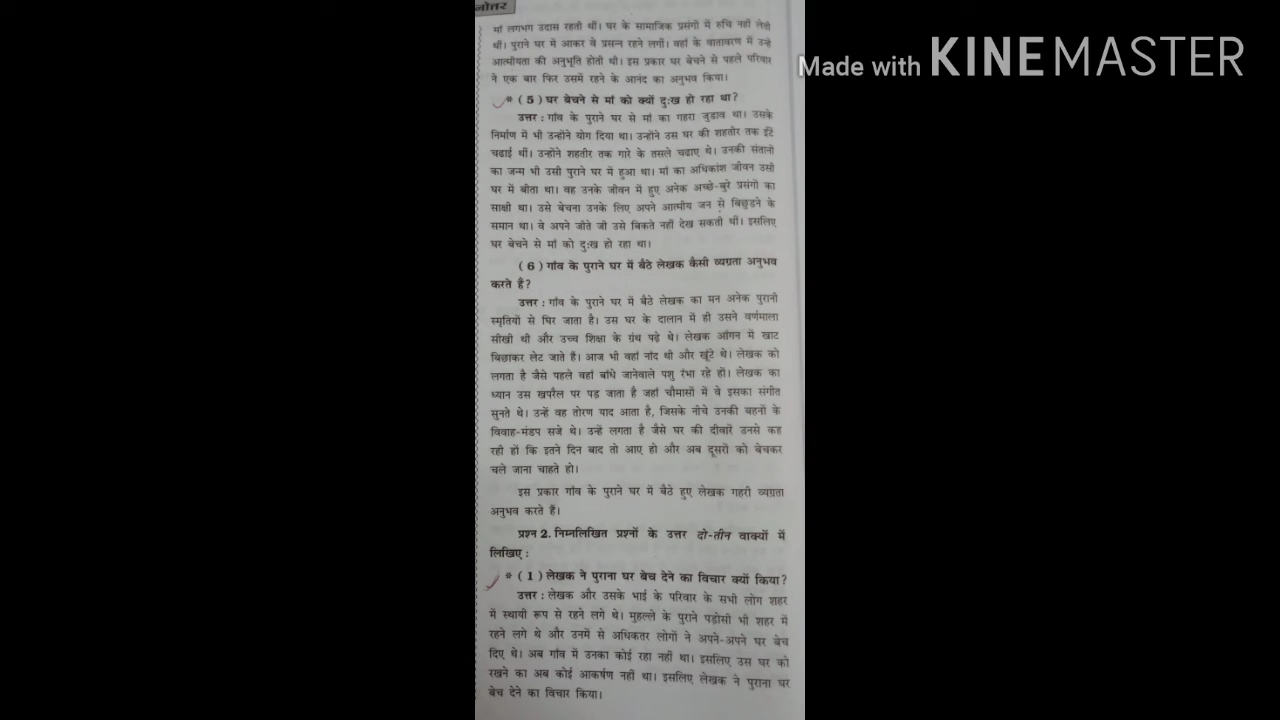 नोत्तर
माँ लगभग उदास रहती थीं। घर के सामाजिक प्रसंगों में रुचि नहीं लेती
थीं। पुराने घर में आकर वे प्रसन्न रहने लगीं। वहाँ के वातावरण में उन्हें
आत्मीयता की अनुभूति होती थी। इस प्रकार घर बेचने से पहले परिवार
ने एक बार फिर उसमें रहने के आनंद का अनुभव किया।
* ( 5 ) घर बेचने से माँ को क्यों दुःख हो रहा था?
उत्तर : गाँव के पुराने घर से माँ का गहरा जुडाव था। उसके
निर्माण में भी उन्होंने योग दिया था। उन्होंने उस घर की शहतीर तक ईंटें
चढाई थीं। उन्होंने शहतीर तक गारे के तसले चढाए थे। उनकी संतानों
का जन्म भी उसी पुराने घर में हुआ था। माँ का अधिकांश जीवन उसी
घर में बीता था। वह उनके जीवन में हुए अनेक अच्छे-बुरे प्रसंगों का
साक्षी था। उसे बेचना उनके लिए अपने आत्मीय जन से बिछुडने के
समान था। वे अपने जीते जी उसे बिकते नहीं देख सकती थीं। इसलिए
घर बेचने से माँ को दुःख हो रहा था।
( 6 ) गाँव के पुराने घर में बैठे लेखक कैसी व्यग्रता अनुभव
करते हैं?
उत्तर : गाँव के पुराने घर में बैठे लेखक का मन अनेक पुरानी
स्मृतियों से घिर जाता है। उस घर के दालान में ही उसने वर्णमाला
सीखी थी और उच्च शिक्षा के ग्रंथ पढ़े थे। लेखक आँगन में खाट
बिछाकर लेट जाते हैं। आज भी वहाँ नाँद थी और खूंटे थे। लेखक को
लगता है जैसे पहले वहाँ बाँधे जानेवाले पशु रंभा रहे हों। लेखक का
ध्यान उस खपरैल पर पड़ जाता है जहाँ चौमासों में वे इसका संगीत
सुनते थे। उन्हें वह तोरण याद आता है, जिसके नीचे उनकी बहनों के
विवाह-मंडप सजे थे। उन्हें लगता है जैसे घर की दीवारें उनसे कह
रही हों कि इतने दिन बाद तो आए हो और अब दूसरों को बेचकर
चले जाना चाहते हो।
इस प्रकार गाँव के पुराने घर में बैठे हुए लेखक गहरी व्यग्रता
अनुभव करते हैं।
प्रश्न 2. निम्नलिखित प्रश्नों के उत्तर दो-तीन वाक्यों में
लिखिए :
* ( 1 ) लेखक ने पुराना घर बेच देने का विचार क्यों किया?
उत्तर : लेखक और उसके भाई के परिवार के सभी लोग शहर
में स्थायी रूप से रहने लगे थे। मुहल्ले के पुराने पड़ोसी भी शहर में
रहने लगे थे और उनमें से अधिकतर लोगों ने अपने-अपने घर बेच
दिए थे। अब गाँव में उनका कोई रहा नहीं था। इसलिए उस घर को
रखने का अब कोई आकर्षण नहीं था। इसलिए लेखक ने पुराना घर
बेच देने का विचार किया।
Made with KINEMASTER